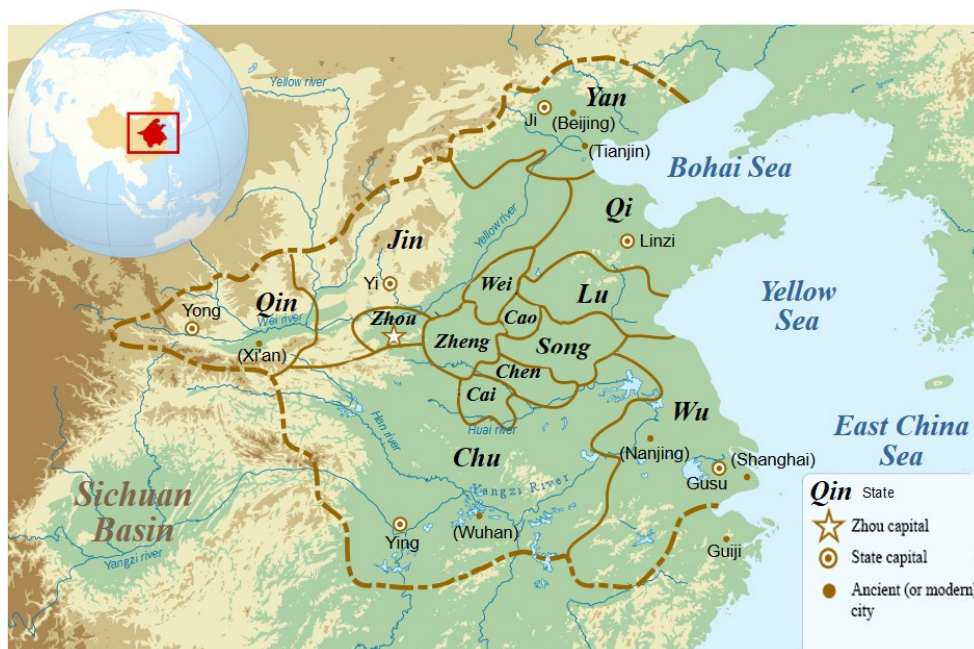 Yellow river
Yan
Ji
(Beijing)
(Tianjin)
Bohai Sea
Qi
Linzi
Jin
Yellow river
Yi
Wei
Lu
Yellow
Sea
Yong
Qin
Wei river
(Xi'an)
Zhou
Cao
Zheng
Song
Chen
Cai
Han river
Huai river
Wu
East China
Sea
(Nanjing)
(Shanghai)
Gusu
Chu
Yangzi River
Sichuan
Basin
Yangzi river
Ying
(Wuhan)
Guiji
Qin State
Zhou capital
State capital
Ancient (or modern)
city